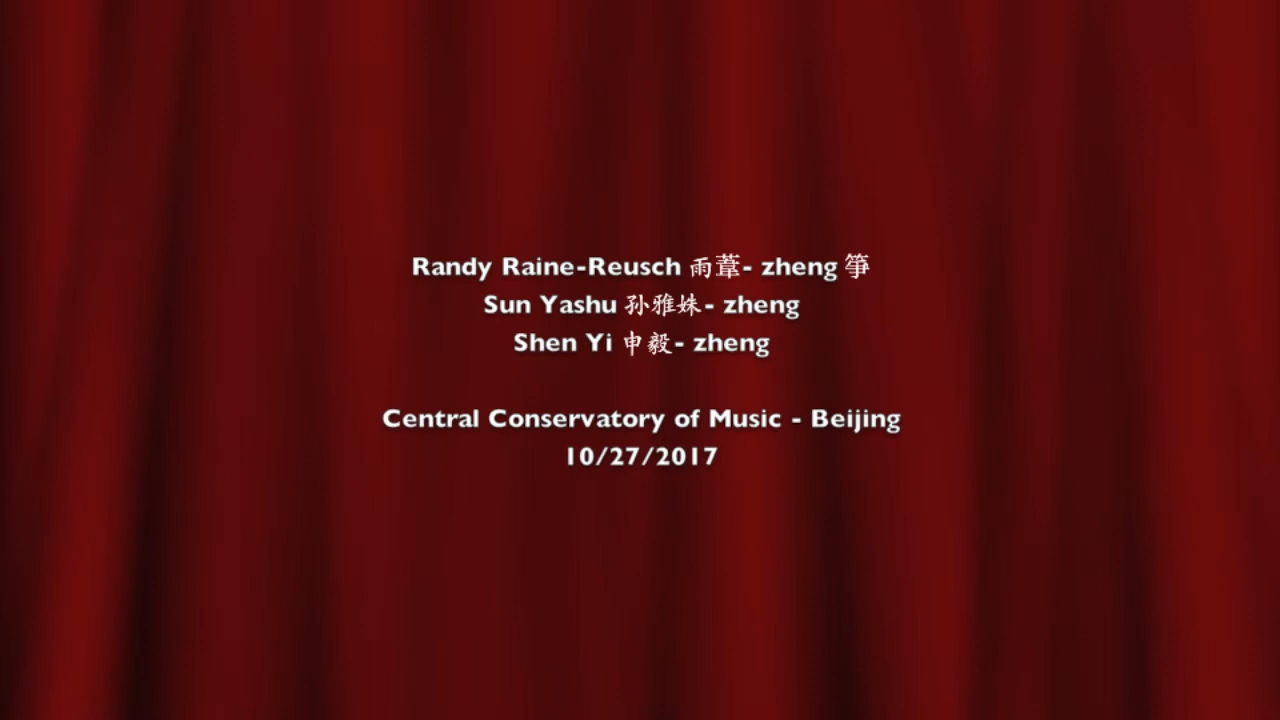 Randy Raine-Reusch 雨葦- zheng 箏
Sun Yashu 孙雅姝- zheng
Shen Yi 申毅- zheng
Central Conservatory of Music - Beijing
10/27/2017